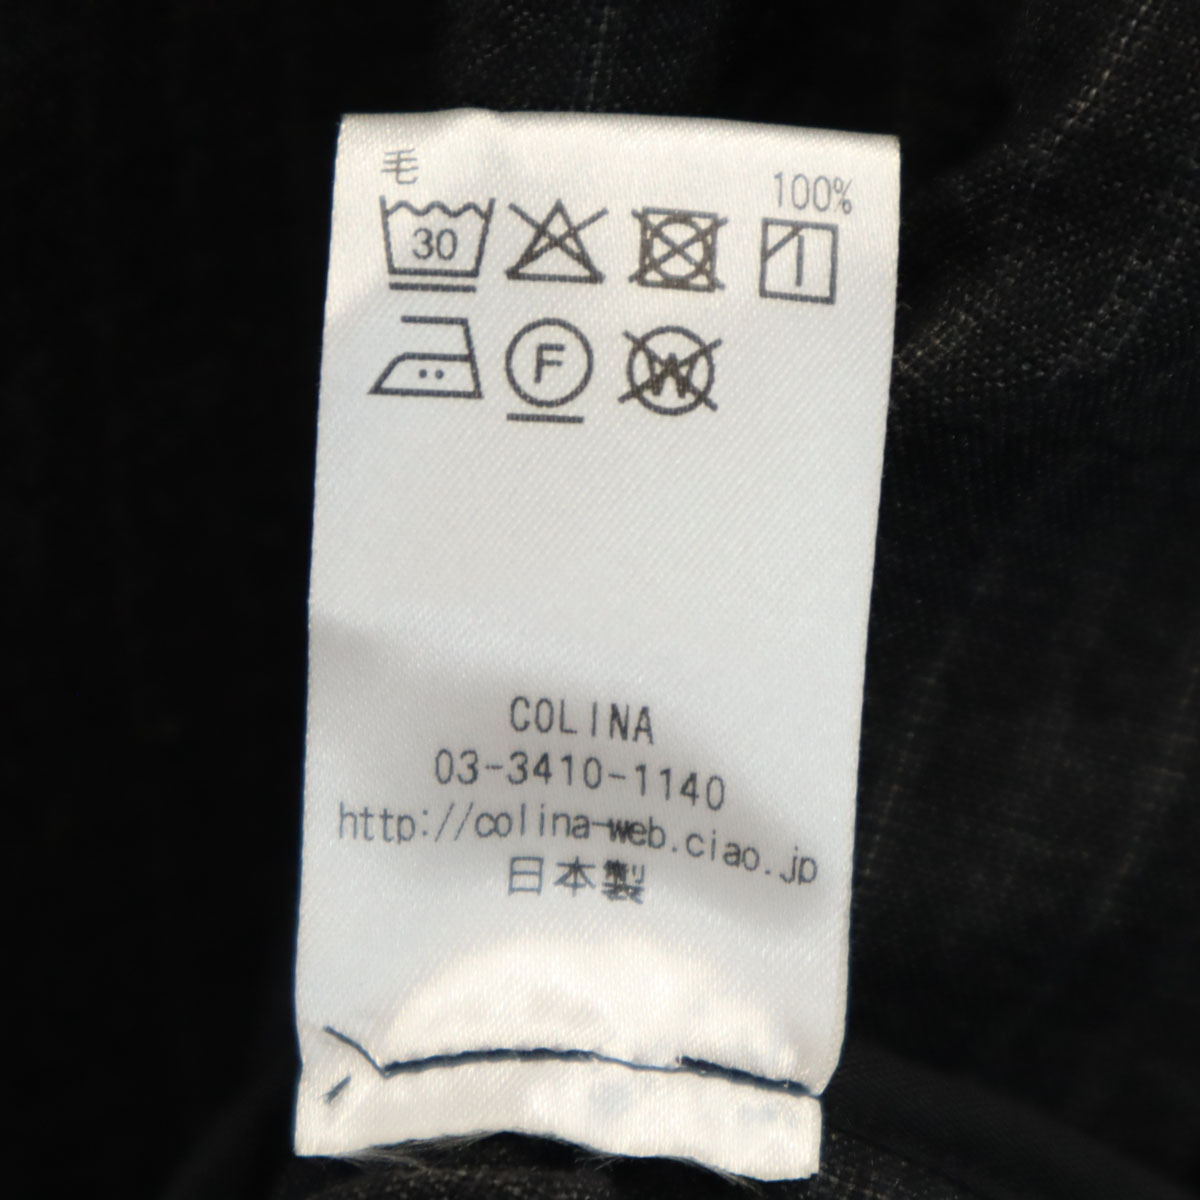 毛 100%
30
F W
COLINA
03-3410-1140
http://colina-web.ciao.jp
日本製